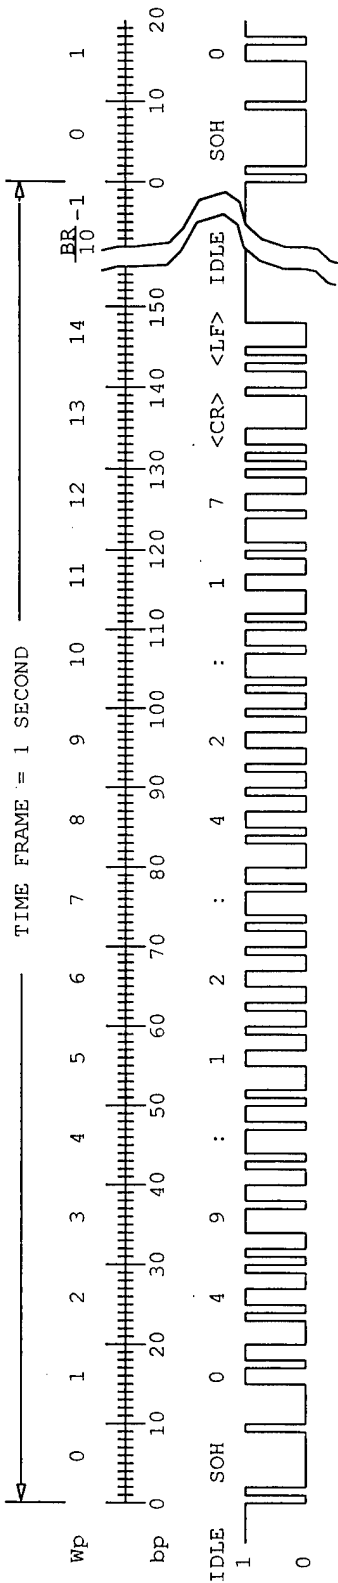 TIME FRAME = 1 SECOND
Wp 0 1 2 3 4 5 6 7 8 9 10 11 12 13 14 BR/10 -1 0 1
bp 0 10 20 30 40 50 60 70 80 90 100 110 120 130 140 150 0 10 20
IDLE SOH 0 4 9 : 1 2 : 4 2 : 1 7 <CR> <LF> IDLE SOH 0
1
0